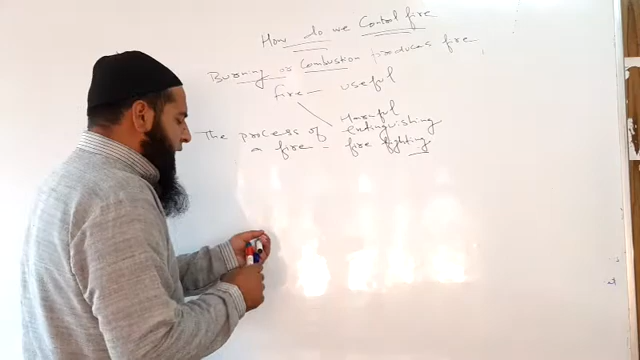 How do we Control fire
Burning or Combustion produces fire,
fire — useful
Harmful
The process of extinguishing
a fire - fire fighting